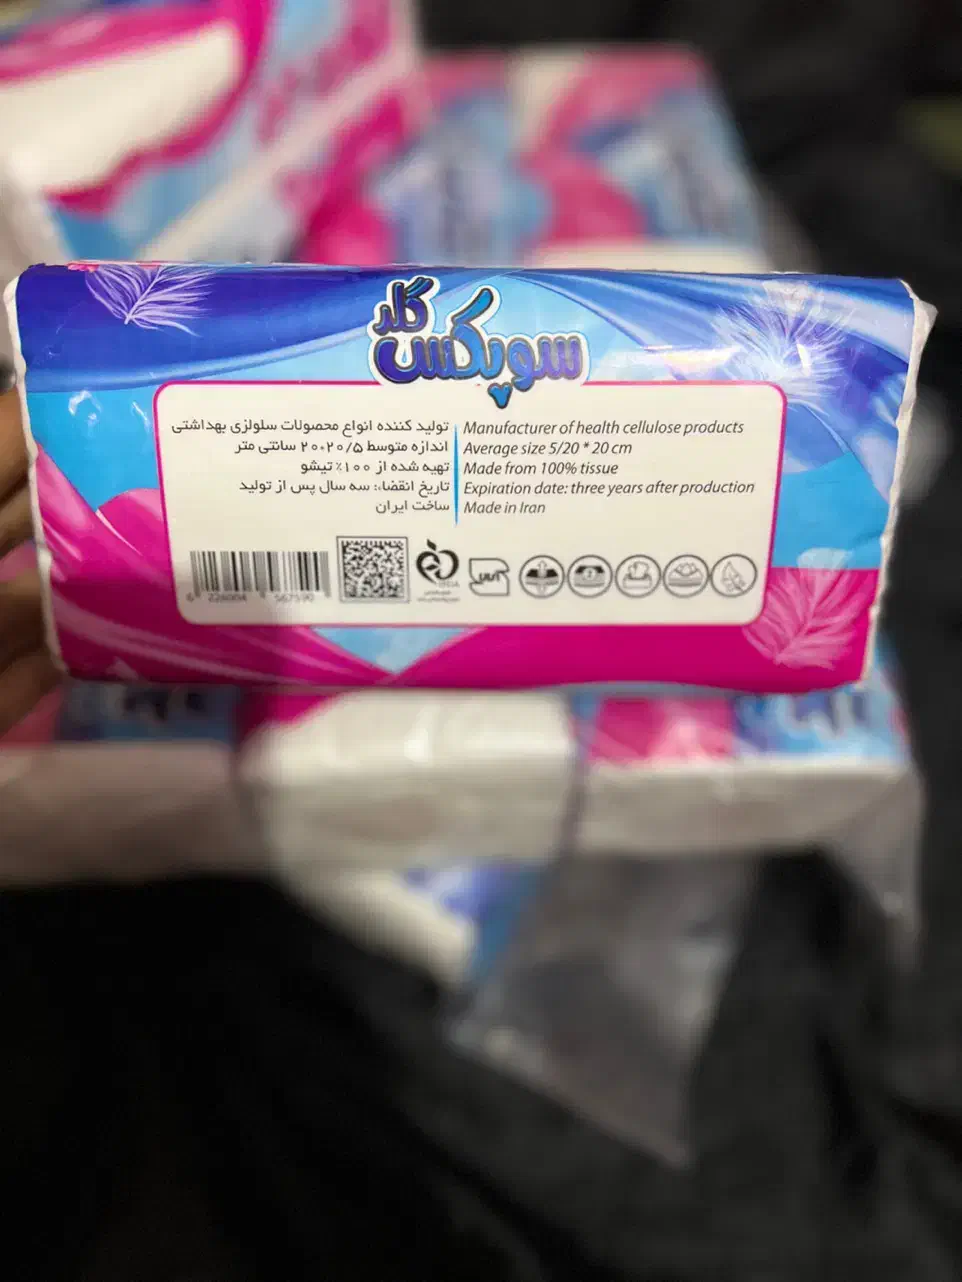 سوپکس
گلد
تولید کننده انواع محصولات سلولزی بهداشتی
اندازه متوسط ۲۰*۲۰/۵ سانتی متر
تهیه شده از ۱۰۰٪ تیشو
تاریخ انقضاء: سه سال پس از تولید
ساخت ایران
Manufacturer of health cellulose products
Average size 5/20 * 20 cm
Made from 100% tissue
Expiration date: three years after production
Made in Iran